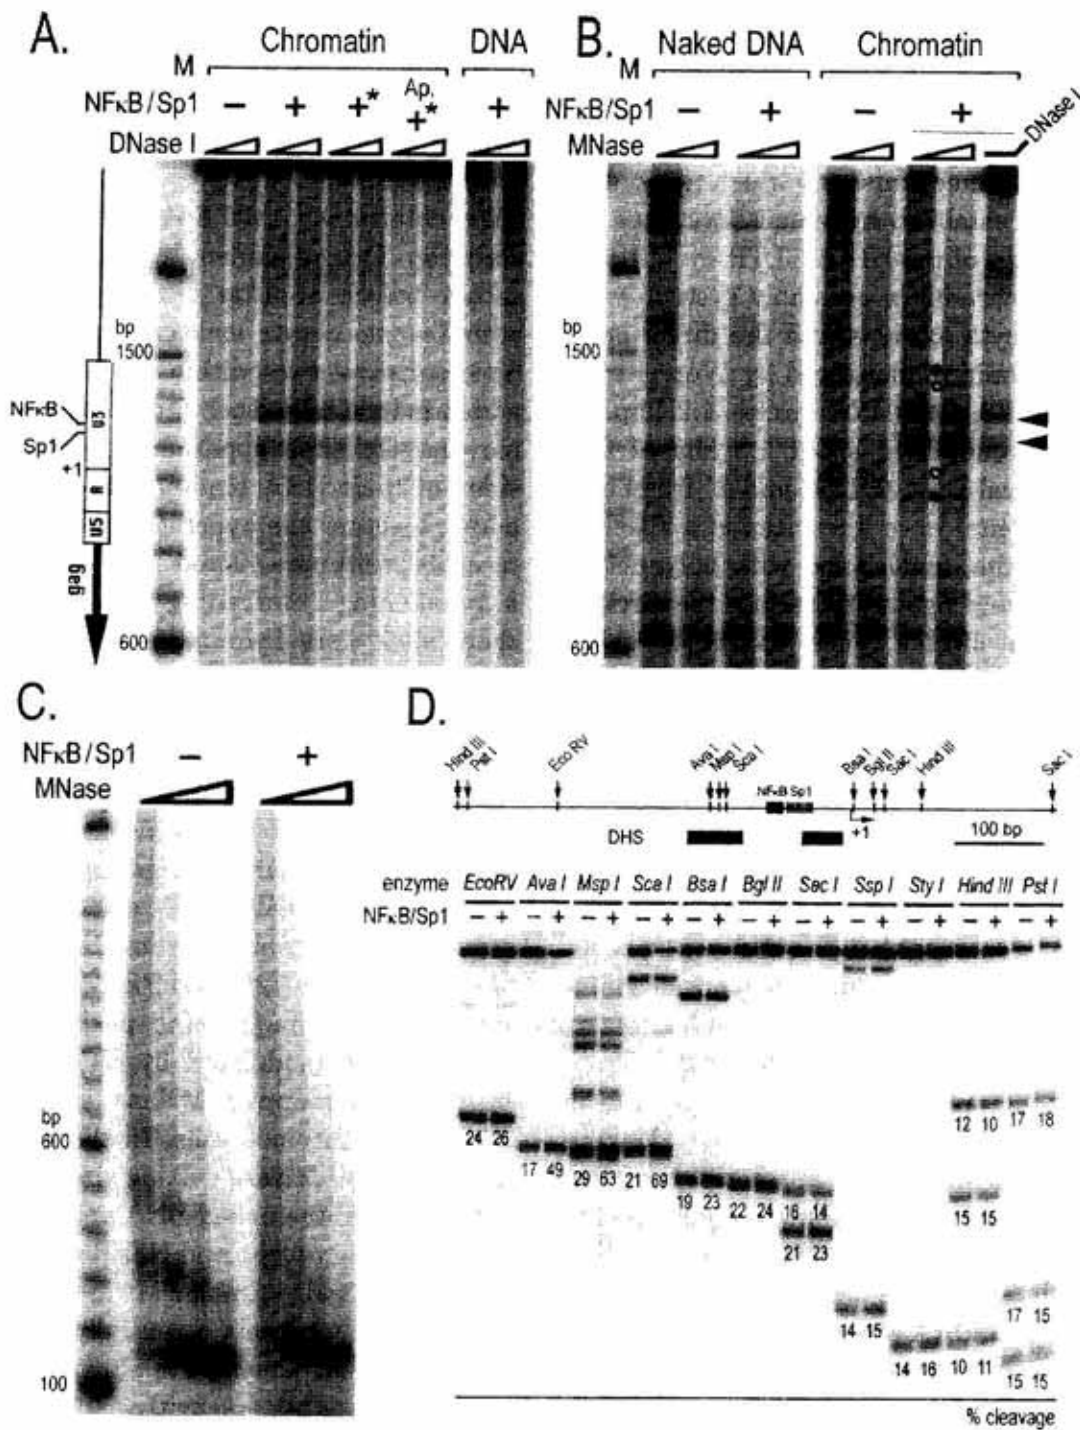 A.
Chromatin
DNA
M
NFκB/Sp1
−
+
+*
Ap.
+*
+
DNase I
bp
1500
NFκB
U3
Sp1
+1
R
U5
gag
600
B.
Naked DNA
Chromatin
M
NFκB/Sp1
−
+
−
+
DNase I
MNase
bp
1500
600
C.
NFκB/Sp1
−
+
MNase
bp
600
100
D.
Hind III
Pst I
Eco RV
Ava I
Msp I
Sca I
Bsa I
Bgl II
Sac I
Hind III
Sac I
NFκB Sp1
DHS
+1
100 bp
enzyme EcoRV Ava I Msp I Sca I Bsa I Bgl II Sac I Ssp I Sty I Hind III Pst I
NFκB/Sp1 − + − + − + − + − + − + − + − + − + − + − +
24 26
17 49
29 63
21 69
19 23
22 24
16 14
21 23
14 15
14 16
12 10
15 15
10 11
17 18
17 15
15 15
% cleavage